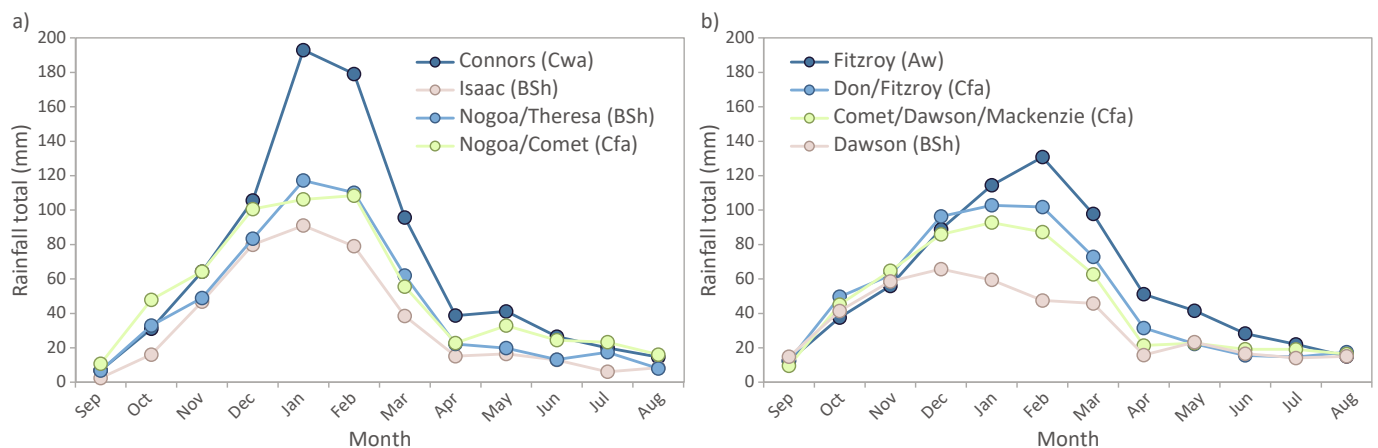 a)
Rainfall total (mm)
200
180
160
140
120
100
80
60
40
20
0
Connors (Cwa)
Isaac (BSh)
Nogoa/Theresa (BSh)
Nogoa/Comet (Cfa)
Sep Oct Nov Dec Jan Feb Mar Apr May Jun Jul Aug
Month
b)
Rainfall total (mm)
200
180
160
140
120
100
80
60
40
20
0
Fitzroy (Aw)
Don/Fitzroy (Cfa)
Comet/Dawson/Mackenzie (Cfa)
Dawson (BSh)
Sep Oct Nov Dec Jan Feb Mar Apr May Jun Jul Aug
Month